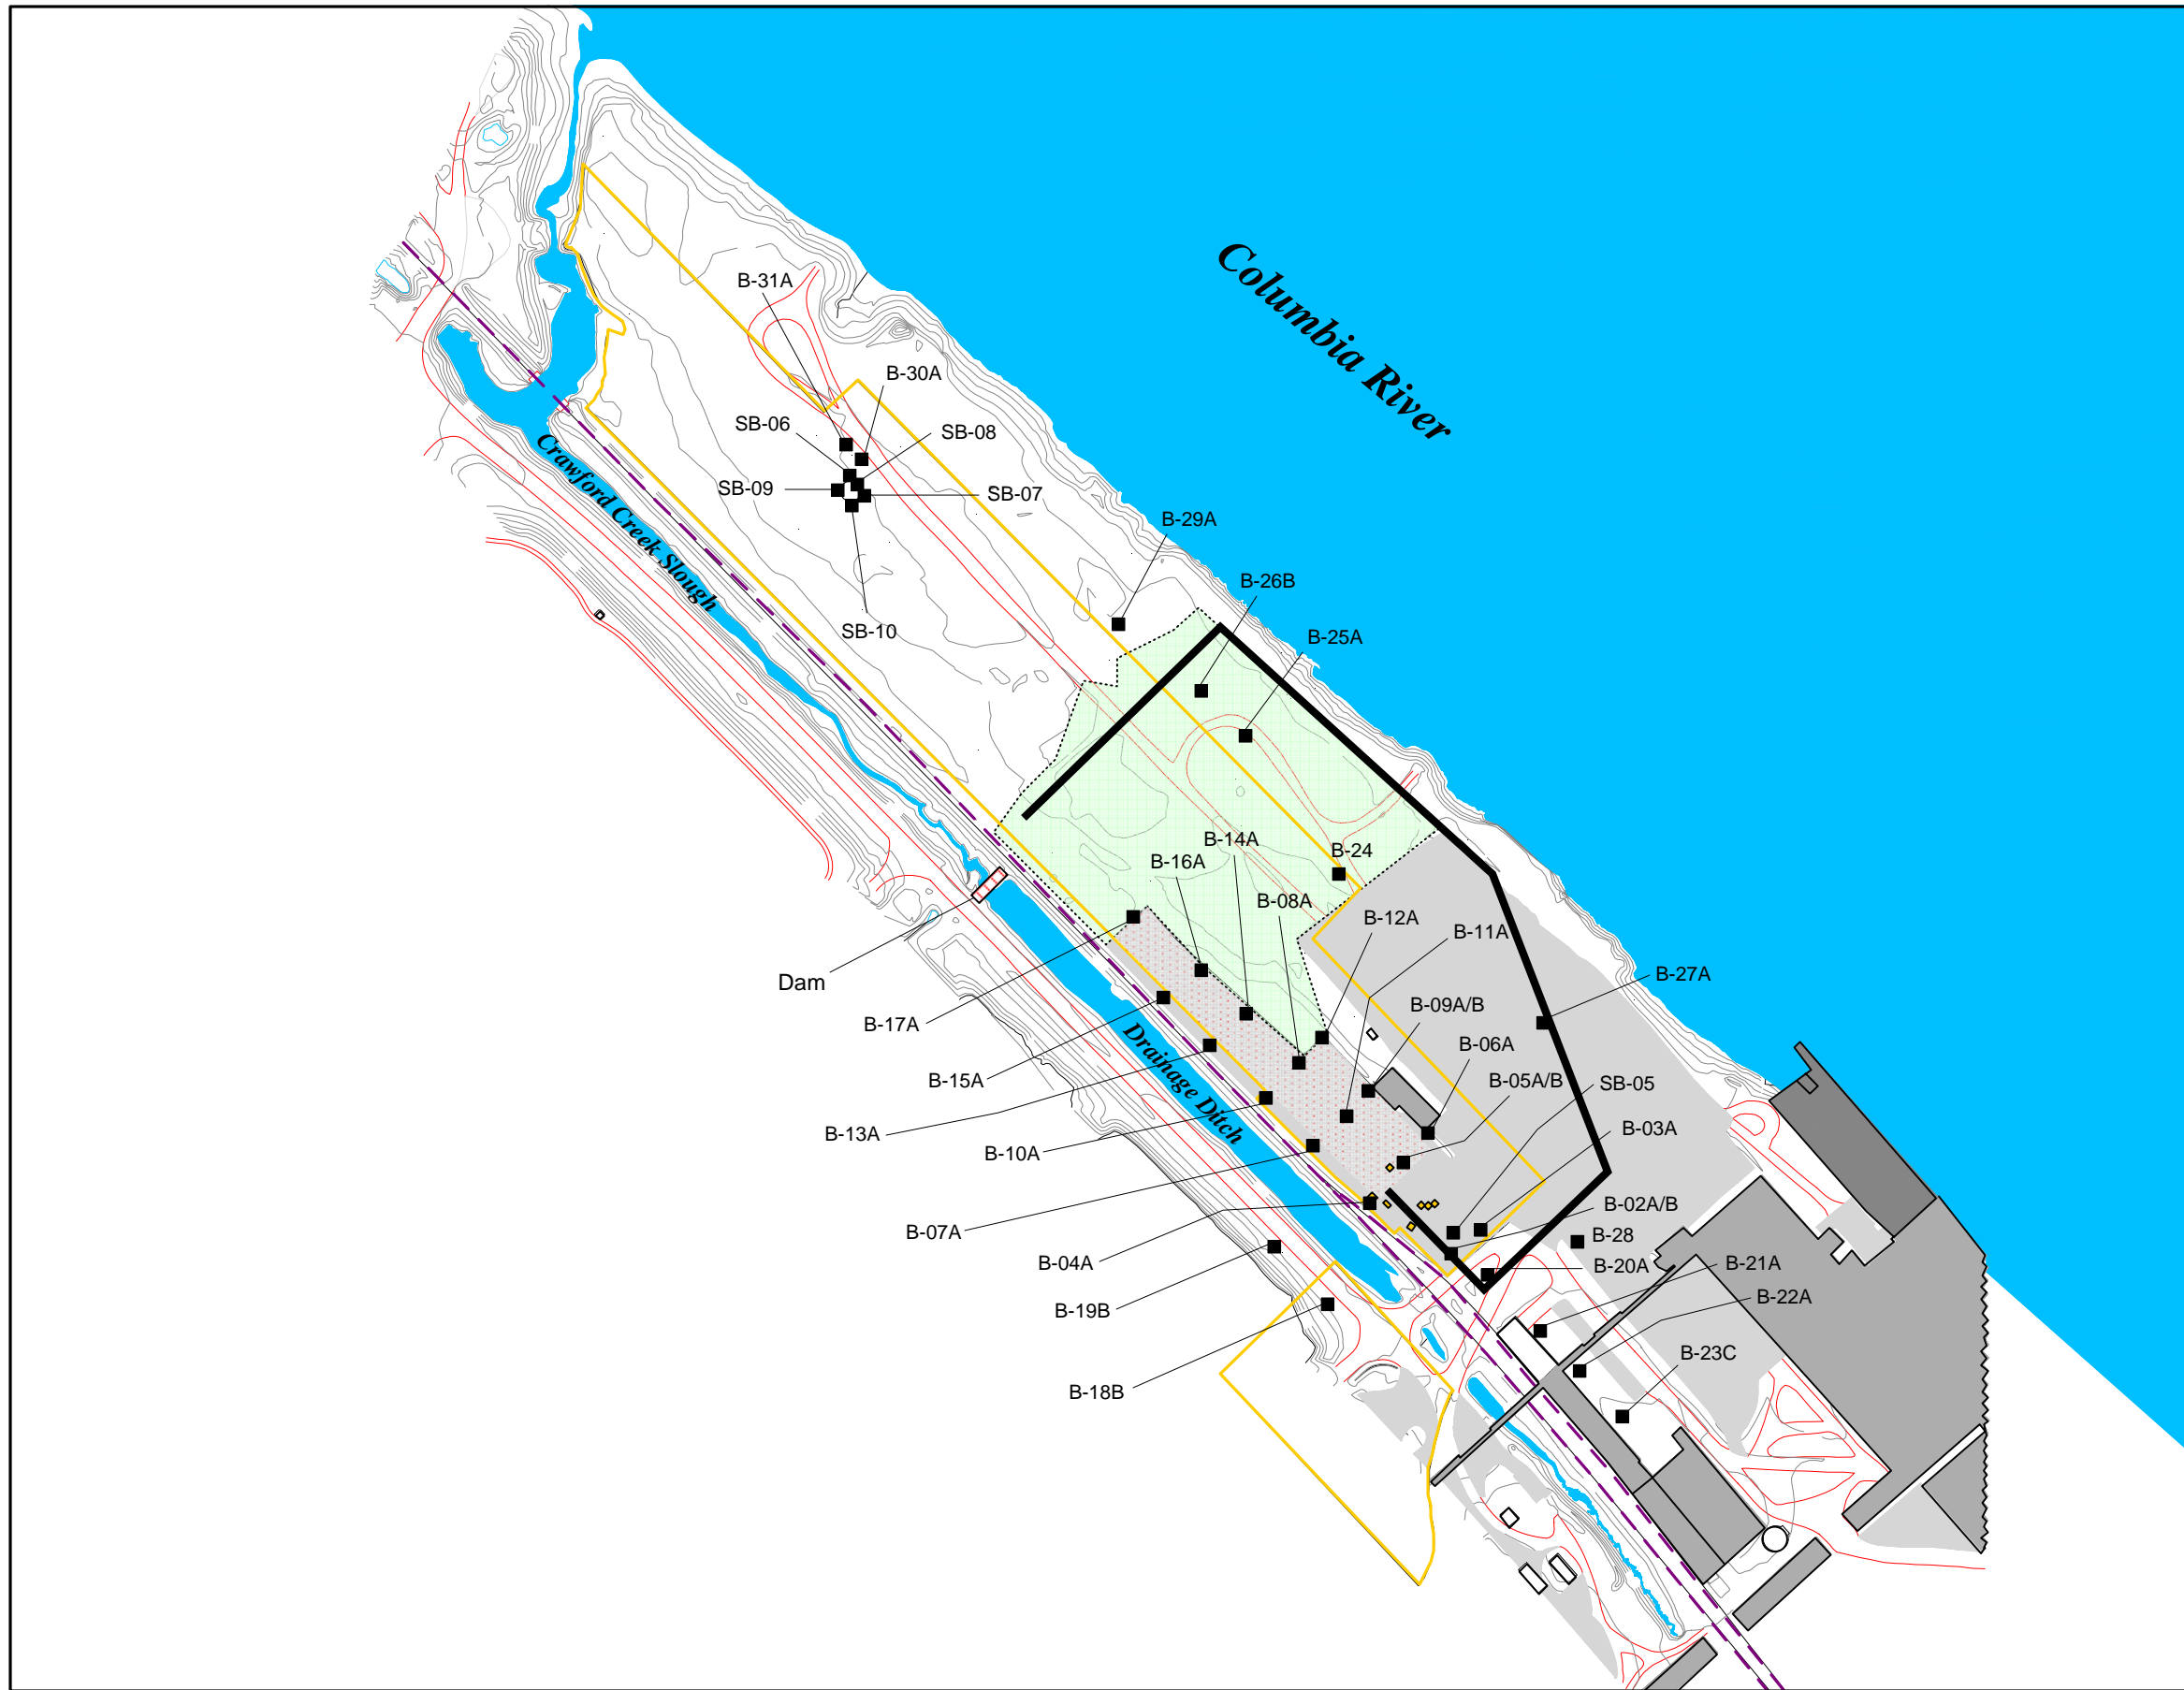 Columbia River
B-31A
B-30A
SB-06
SB-08
SB-09
SB-07
Crawford Creek Slough
B-29A
B-26B
SB-10
B-25A
B-14A
B-24
B-16A
B-08A
B-12A
B-11A
B-27A
Dam
B-09A/B
B-17A
B-06A
Drainage Ditch
B-15A
B-05A/B
SB-05
B-13A
B-03A
B-10A
B-02A/B
B-07A
B-28
B-04A
B-20A
B-21A
B-22A
B-19B
B-23C
B-18B